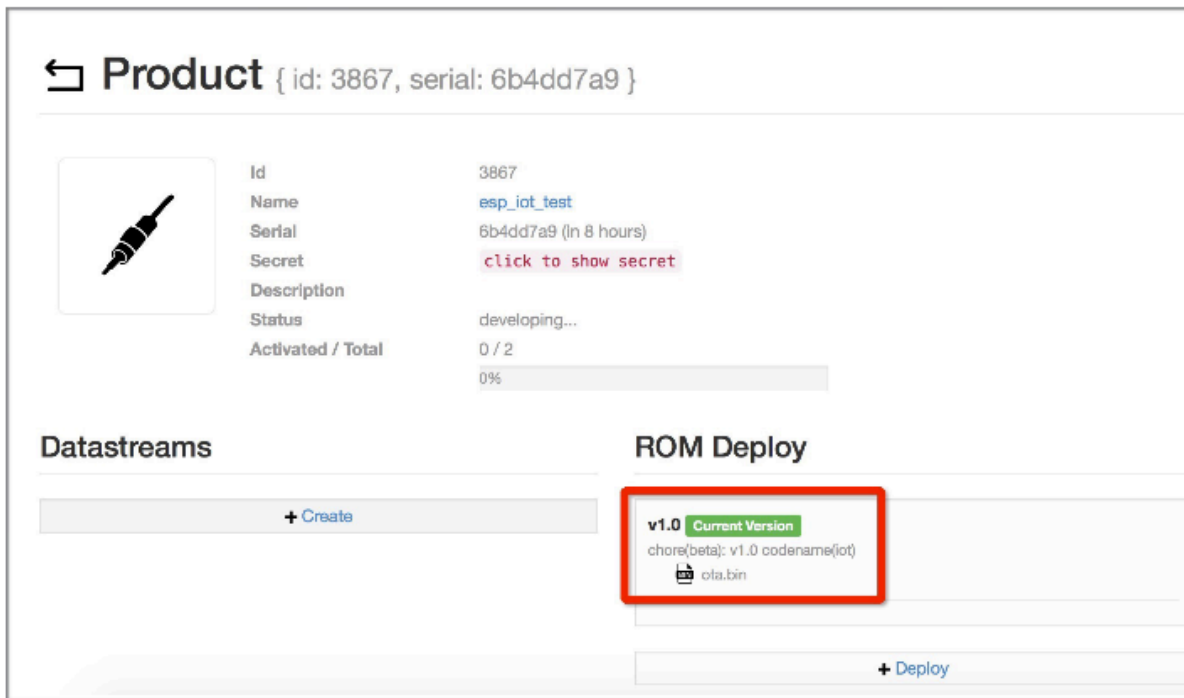 Product { id: 3867, serial: 6b4dd7a9 }
Id 3867
Name esp_iot_test
Serial 6b4dd7a9 (in 8 hours)
Secret click to show secret
Description
Status developing...
Activated / Total 0 / 2
0%
Datastreams
+ Create
ROM Deploy
v1.0 Current Version
chore(beta): v1.0 codename(iot)
ota.bin
+ Deploy